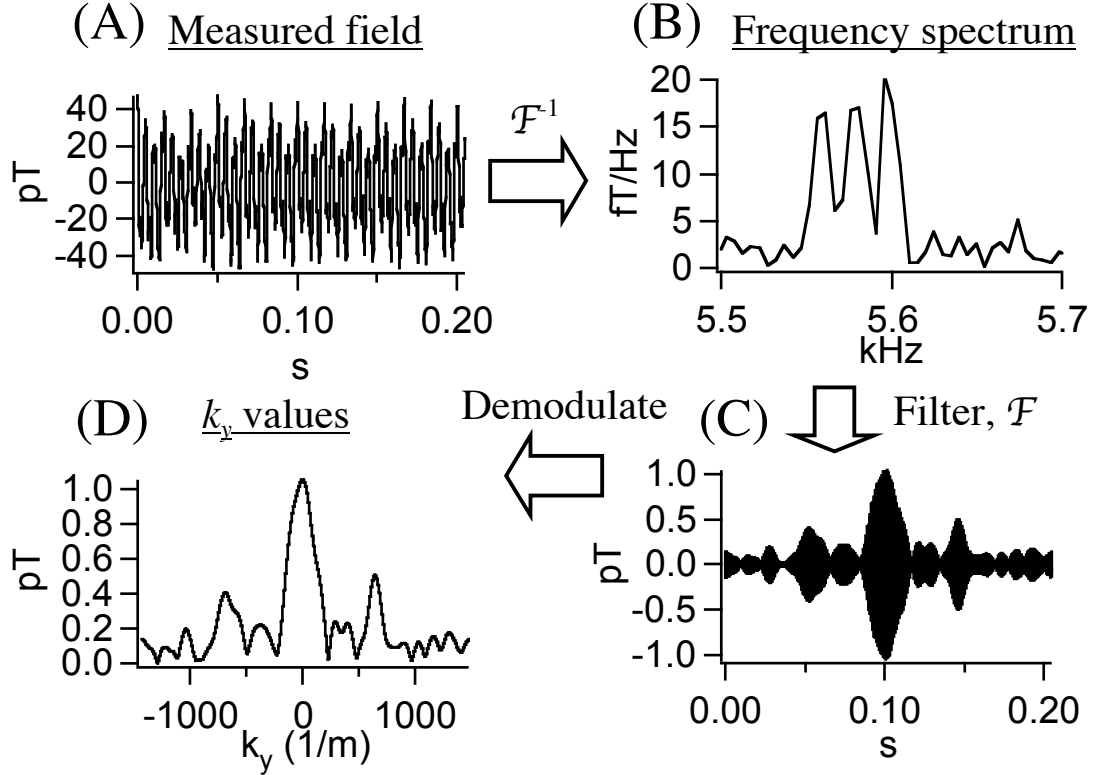 (A) Measured field
pT
40
20
0
-20
-40
0.00 0.10 0.20
s
ℱ-1
(B) Frequency spectrum
fT/Hz
20
15
10
5
0
5.5 5.6 5.7
kHz
Filter, ℱ
(C)
pT
1.0
0.5
0.0
-0.5
-1.0
0.00 0.10 0.20
s
Demodulate
(D) ky values
pT
1.0
0.8
0.6
0.4
0.2
0.0
-1000 0 1000
ky (1/m)